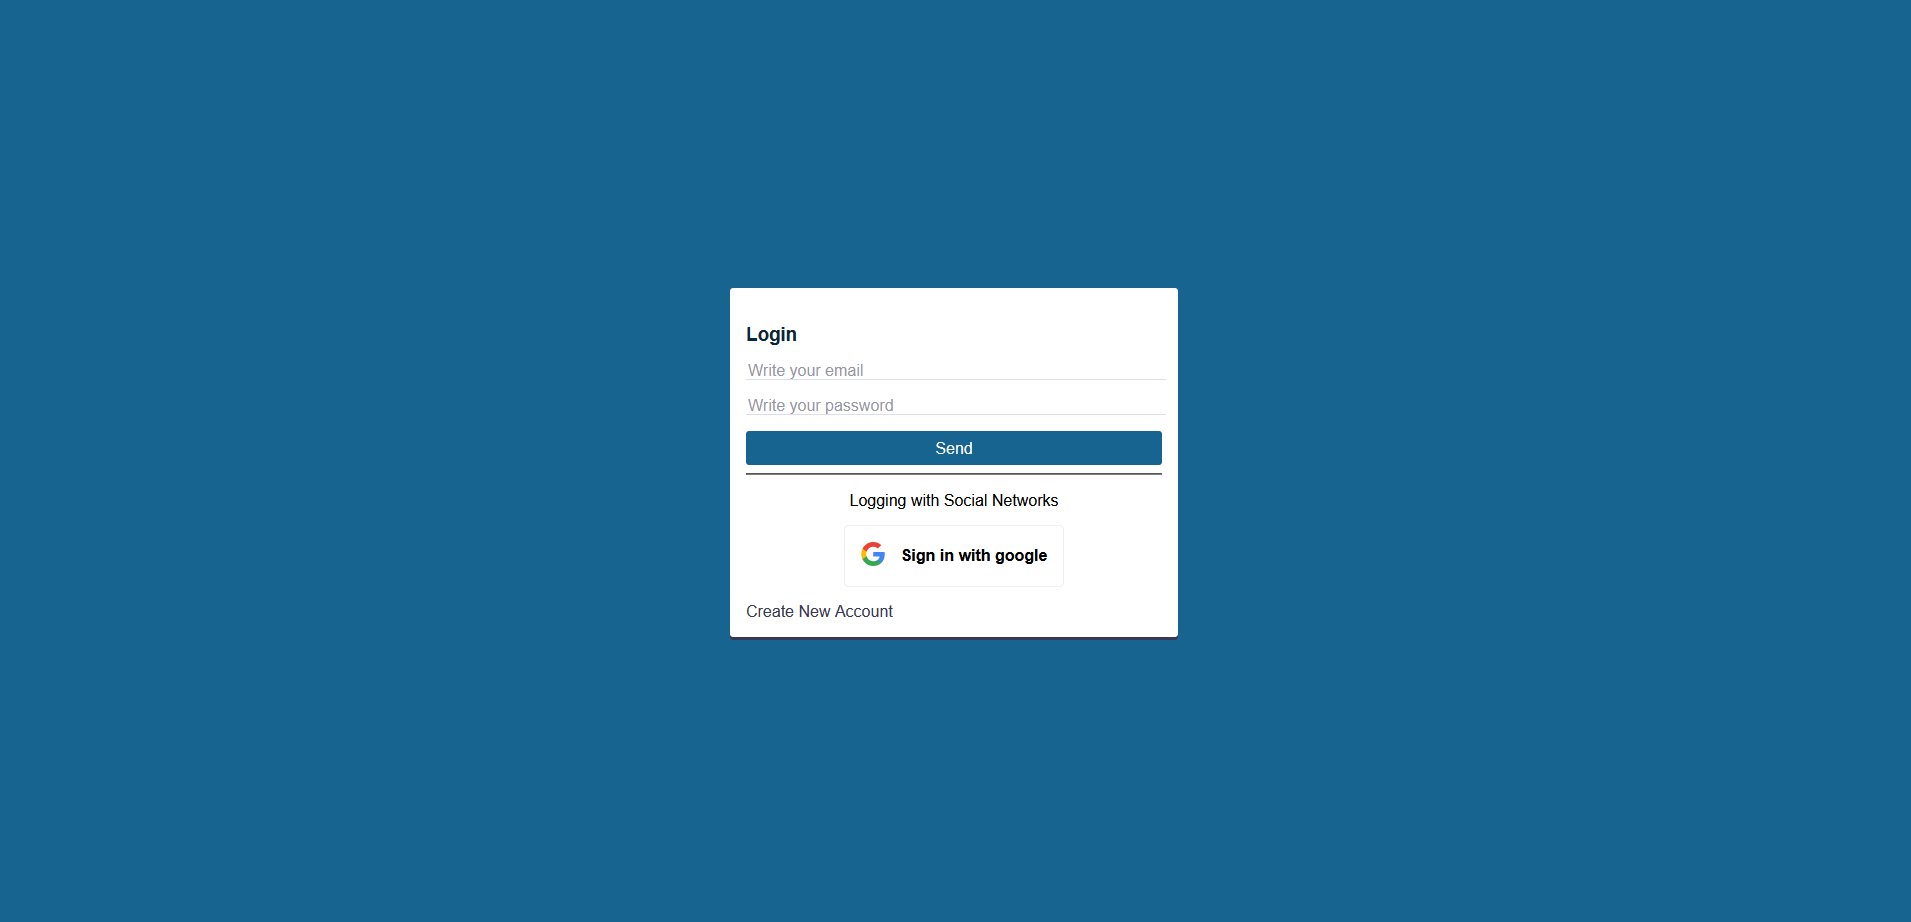 Login
Write your email
Write your password
Send
Logging with Social Networks
Sign in with google
Create New Account